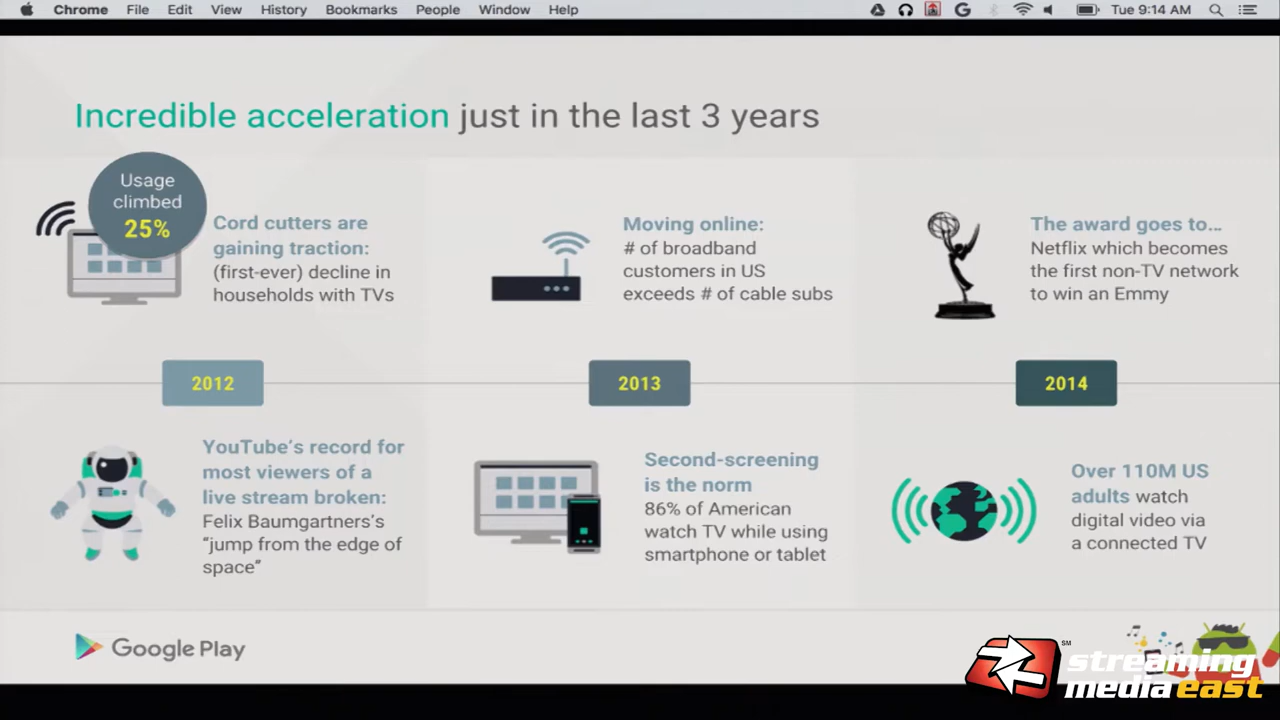 Chrome File Edit View History Bookmarks People Window Help Tue 9:14 AM
Incredible acceleration just in the last 3 years
Usage
climbed
25%
Cord cutters are
gaining traction:
(first-ever) decline in
households with TVs
Moving online:
# of broadband
customers in US
exceeds # of cable subs
The award goes to...
Netflix which becomes
the first non-TV network
to win an Emmy
2012
2013
2014
YouTube's record for
most viewers of a
live stream broken:
Felix Baumgartners's
"jump from the edge of
space"
Second-screening
is the norm
86% of American
watch TV while using
smartphone or tablet
Over 110M US
adults watch
digital video via
a connected TV
Google Play
streaming
media east
SM